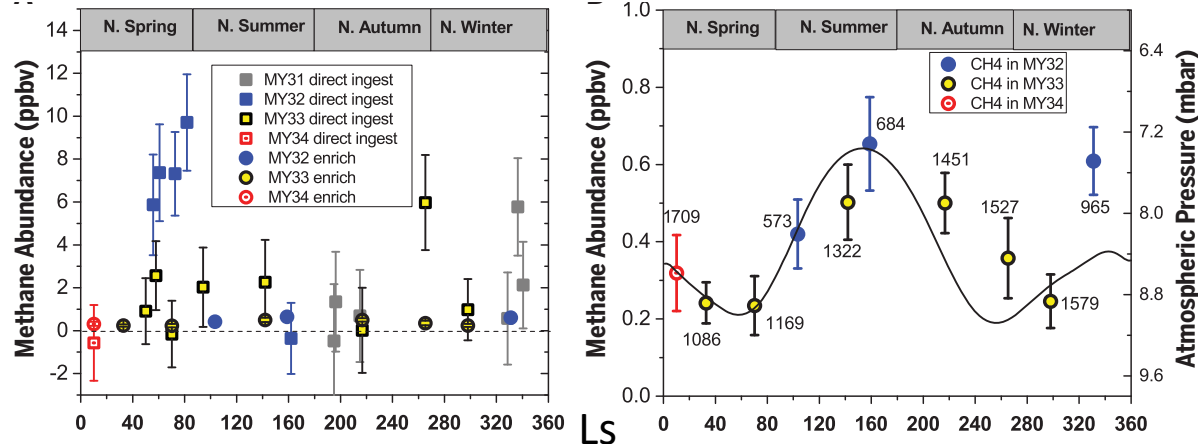 N. Spring N. Summer N. Autumn N. Winter
Methane Abundance (ppbv)
14
12
10
8
6
4
2
0
-2
MY31 direct ingest
MY32 direct ingest
MY33 direct ingest
MY34 direct ingest
MY32 enrich
MY33 enrich
MY34 enrich
0 40 80 120 160 200 240 280 320 360
Ls
N. Spring N. Summer N. Autumn N. Winter
Methane Abundance (ppbv)
1.0
0.8
0.6
0.4
0.2
0.0
CH4 in MY32
CH4 in MY33
CH4 in MY34
1709
1086
1169
573
1322
684
1451
1527
1579
965
6.4
7.2
8.0
8.8
9.6
Atmospheric Pressure (mbar)
0 40 80 120 160 200 240 280 320 360